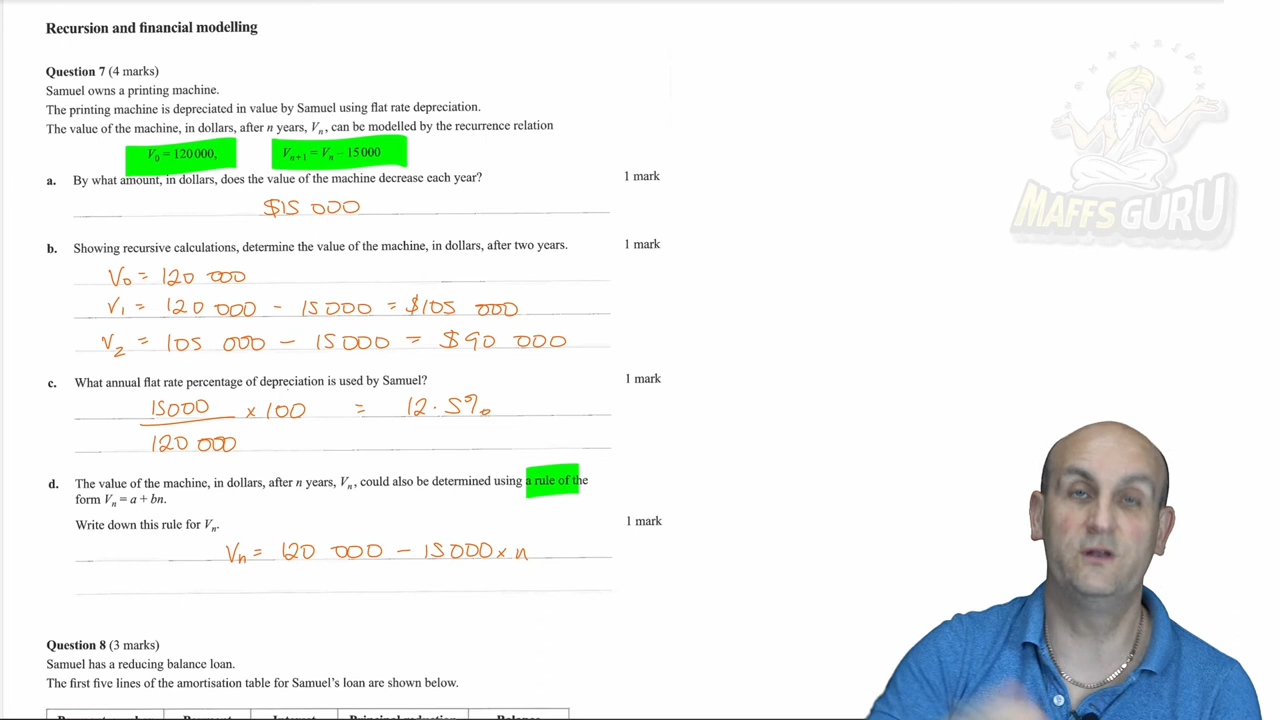 Recursion and financial modelling
Question 7 (4 marks)
Samuel owns a printing machine.
The printing machine is depreciated in value by Samuel using flat rate depreciation.
The value of the machine, in dollars, after n years, Vₙ, can be modelled by the recurrence relation
V₀ = 120 000, Vₙ₊₁ = Vₙ – 15 000
a. By what amount, in dollars, does the value of the machine decrease each year? 1 mark
$15 000
b. Showing recursive calculations, determine the value of the machine, in dollars, after two years. 1 mark
V₀ = 120 000
V₁ = 120 000 - 15000 = $105 000
V₂ = 105 000 - 15000 = $90 000
c. What annual flat rate percentage of depreciation is used by Samuel? 1 mark
15000 × 100 = 12.5%
120 000
d. The value of the machine, in dollars, after n years, Vₙ, could also be determined using a rule of the
form Vₙ = a + bn.
Write down this rule for Vₙ. 1 mark
Vₙ = 120 000 - 15000 × n
Question 8 (3 marks)
Samuel has a reducing balance loan.
The first five lines of the amortisation table for Samuel's loan are shown below.
MAFFS GURU